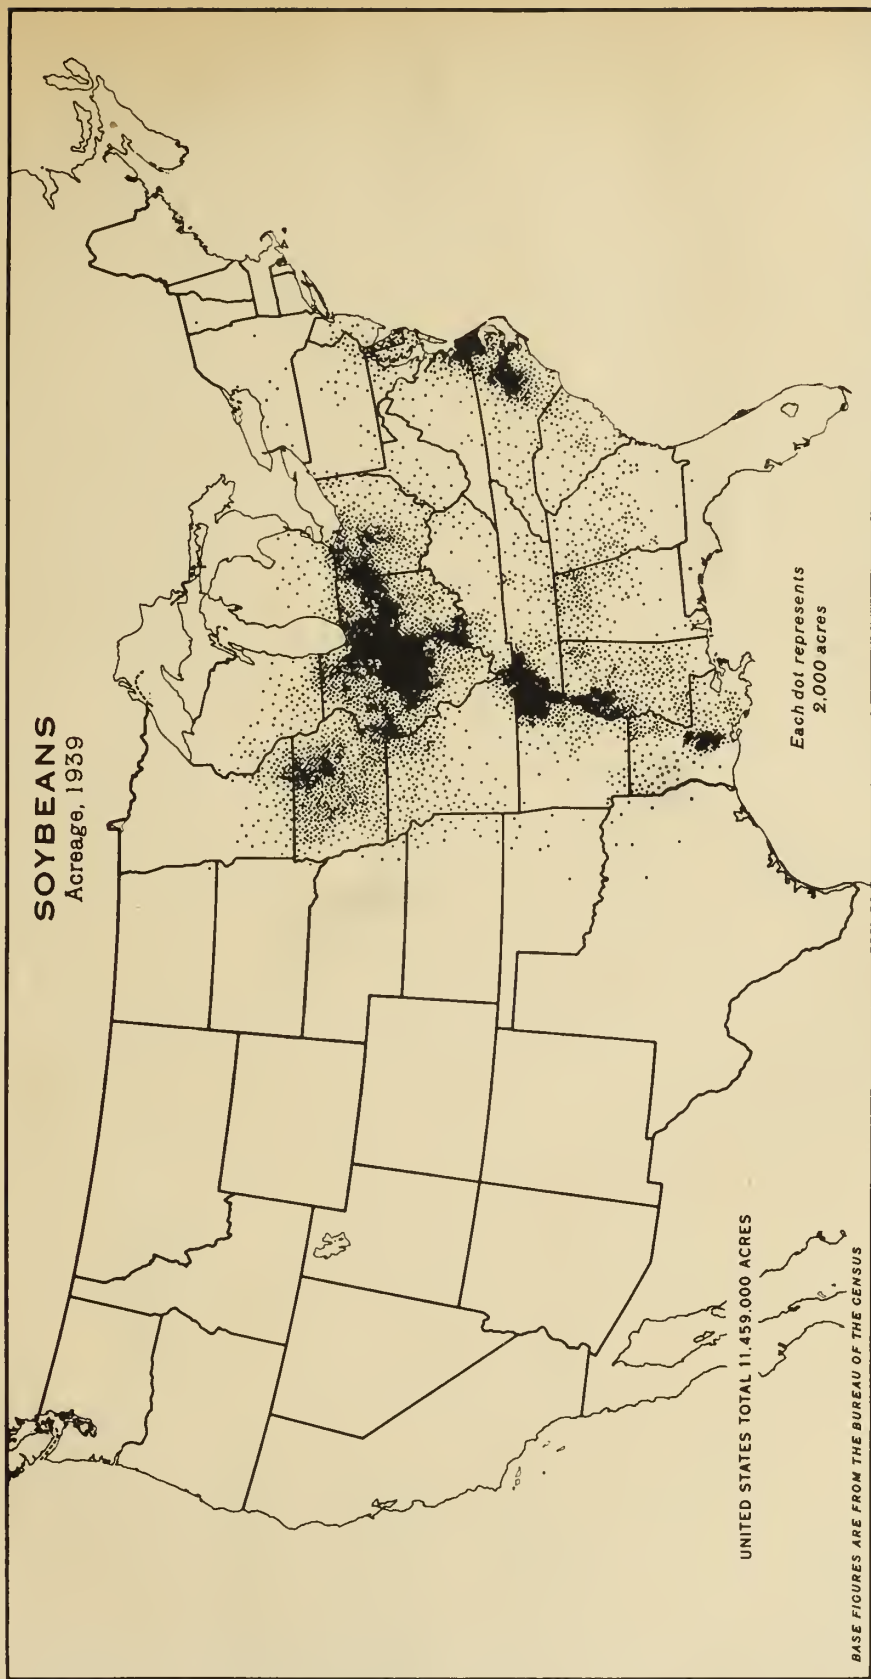 SOYBEANS
Acreage, 1939
Each dot represents
2,000 acres
UNITED STATES TOTAL 11,459,000 ACRES
BASE FIGURES ARE FROM THE BUREAU OF THE CENSUS